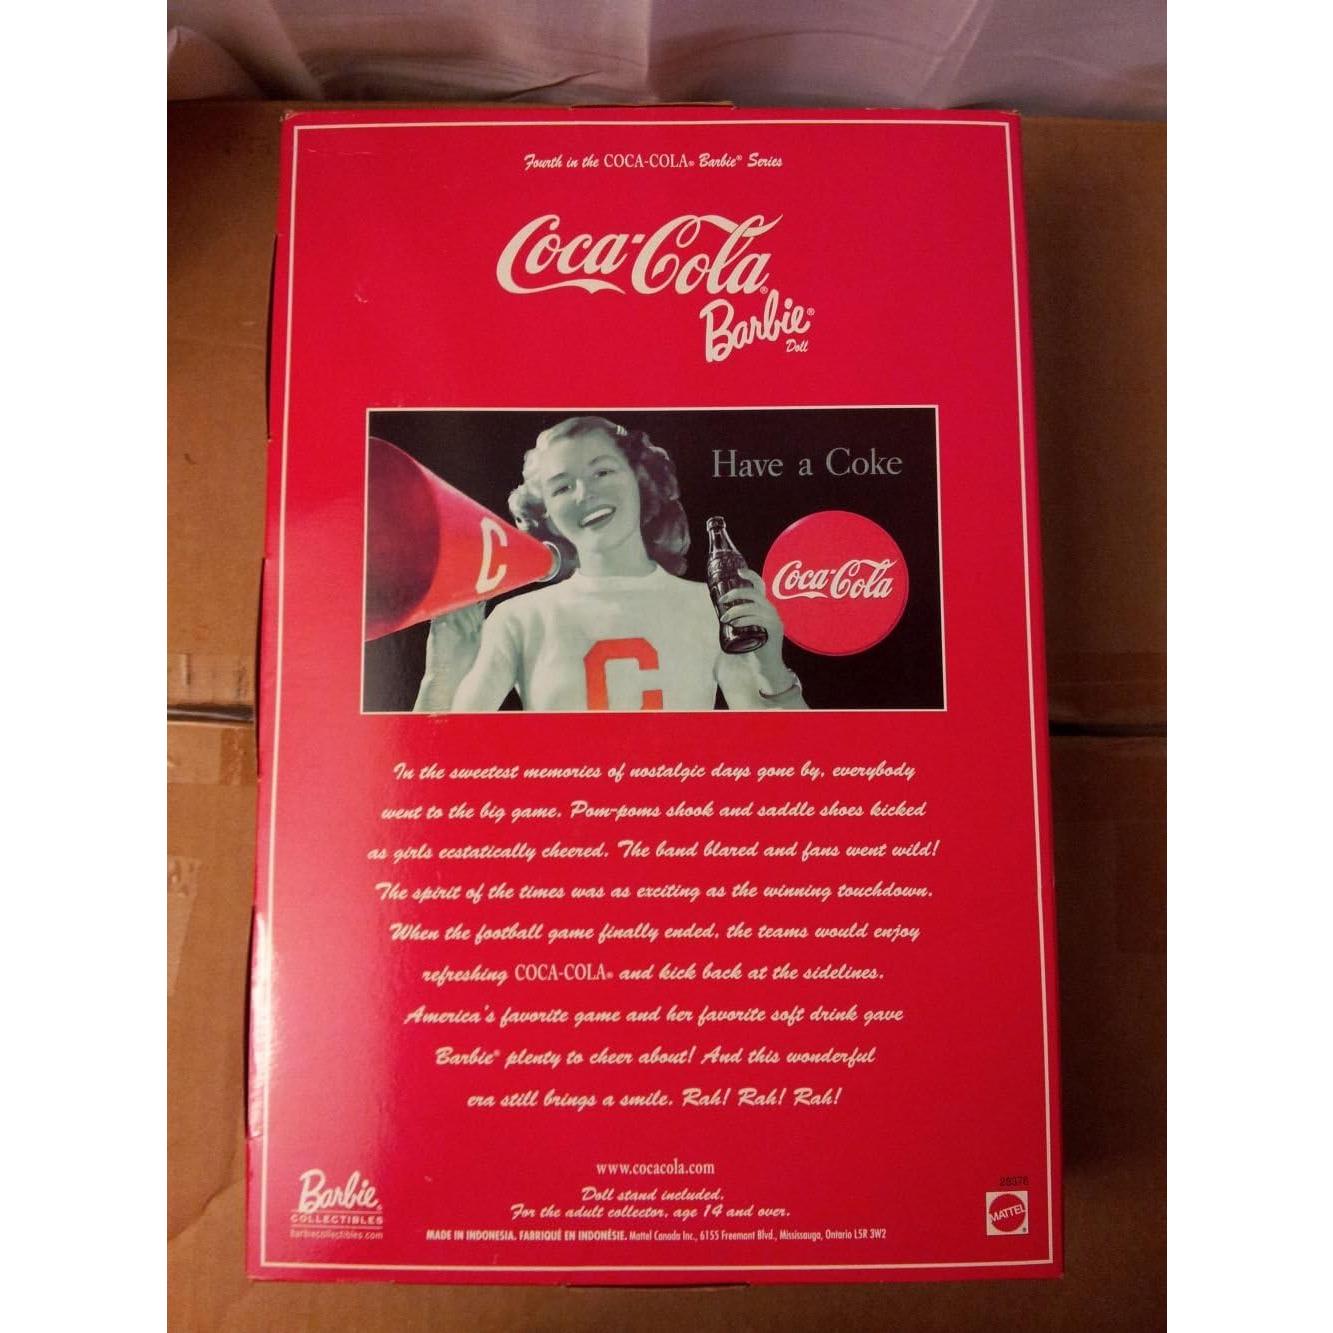 Fourth in the COCA-COLA® Barbie® Series
Coca-Cola®
Barbie®
Doll
Have a Coke
C
Coca-Cola
C
In the sweetest memories of nostalgic days gone by, everybody
went to the big game. Pom-poms shook and saddle shoes kicked
as girls ecstatically cheered. The band blared and fans went wild!
The spirit of the times was as exciting as the winning touchdown.
When the football game finally ended, the teams would enjoy
refreshing COCA-COLA® and kick back at the sidelines.
America's favorite game and her favorite soft drink gave
Barbie® plenty to cheer about! And this wonderful
era still brings a smile. Rah! Rah! Rah!
www.cocacola.com
Doll stand included.
For the adult collector, age 14 and over.
MADE IN INDONESIA. FABRIQUÉ EN INDONÉSIE. Mattel Canada Inc., 6155 Freemont Blvd., Mississauga, Ontario L5R 3W2
Barbie®
COLLECTIBLES
barbiecollectibles.com
28376
MATTEL®